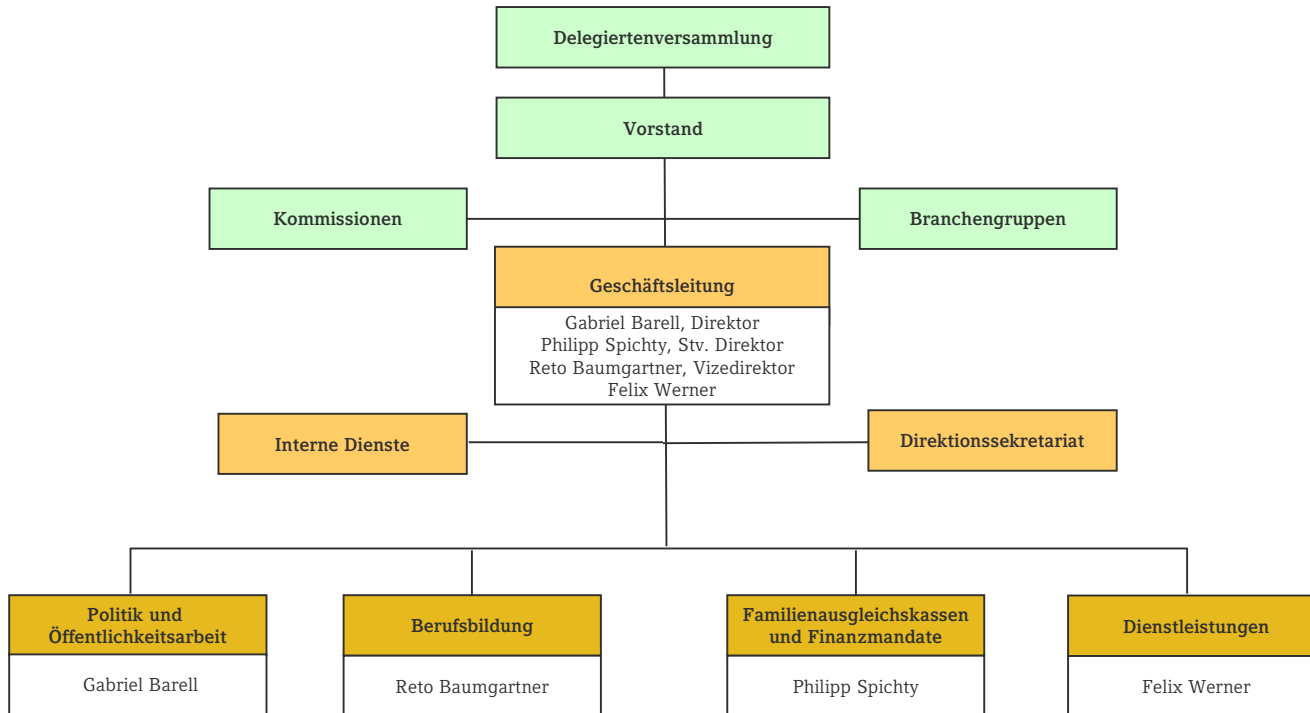 Delegiertenversammlung
Vorstand
Kommissionen
Branchengruppen
Geschäftsleitung
Gabriel Barell, Direktor
Philipp Spichty, Stv. Direktor
Reto Baumgartner, Vizedirektor
Felix Werner
Interne Dienste
Direktionssekretariat
Politik und
Öffentlichkeitsarbeit
Gabriel Barell
Berufsbildung
Reto Baumgartner
Familienausgleichskassen
und Finanzmandate
Philipp Spichty
Dienstleistungen
Felix Werner